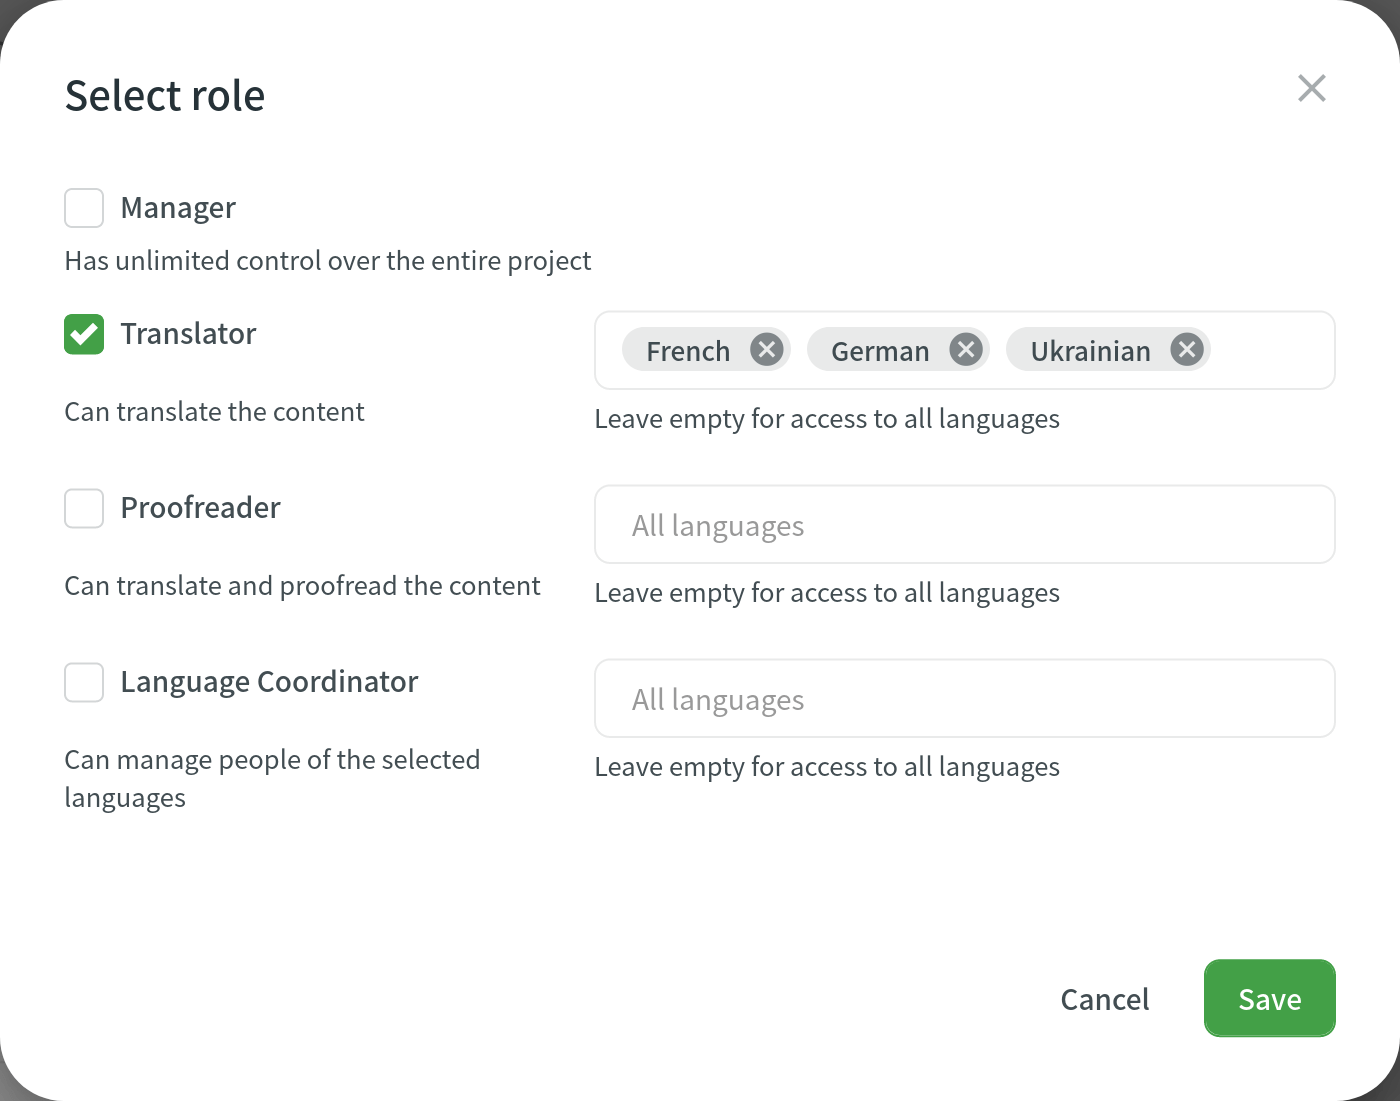 Select role
Manager
Has unlimited control over the entire project
Translator
French German Ukrainian
Can translate the content
Leave empty for access to all languages
Proofreader
All languages
Can translate and proofread the content
Leave empty for access to all languages
Language Coordinator
All languages
Can manage people of the selected
languages
Leave empty for access to all languages
Cancel
Save